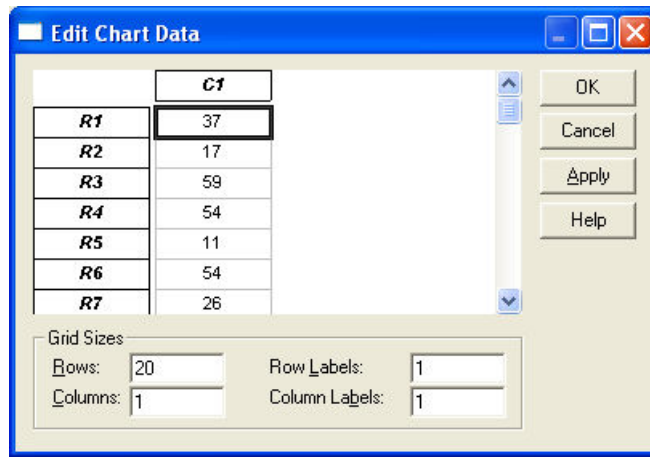 Edit Chart Data
C1
R1 37
R2 17
R3 59
R4 54
R5 11
R6 54
R7 26
OK
Cancel
Apply
Help
Grid Sizes
Rows: 20 Row Labels: 1
Columns: 1 Column Labels: 1